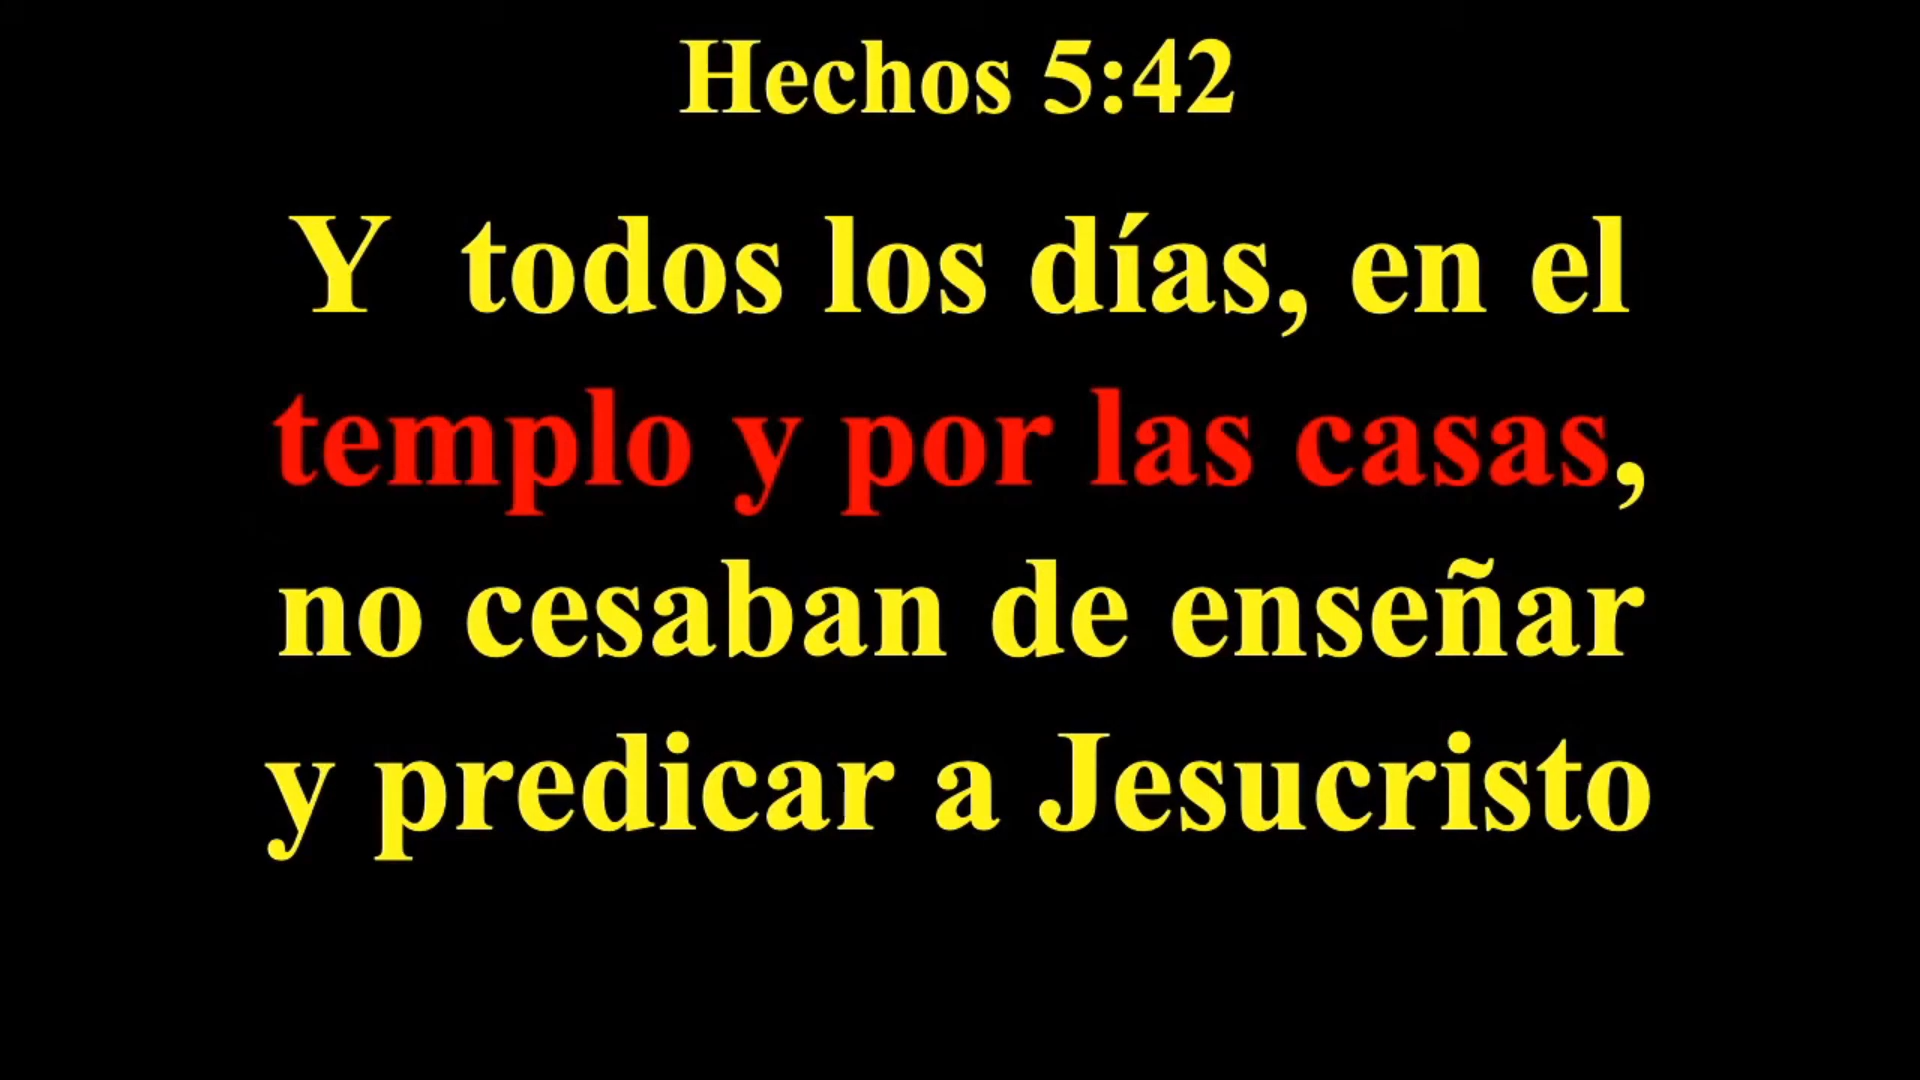 Hechos 5:42
Y  todos los días, en el
templo y por las casas,
no cesaban de enseñar
y predicar a Jesucristo